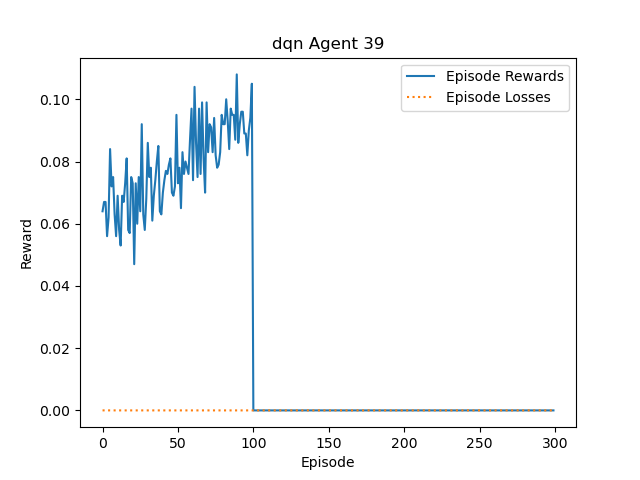 dqn Agent 39
Episode Rewards
Episode Losses
Reward
0.10
0.08
0.06
0.04
0.02
0.00
0 50 100 150 200 250 300
Episode